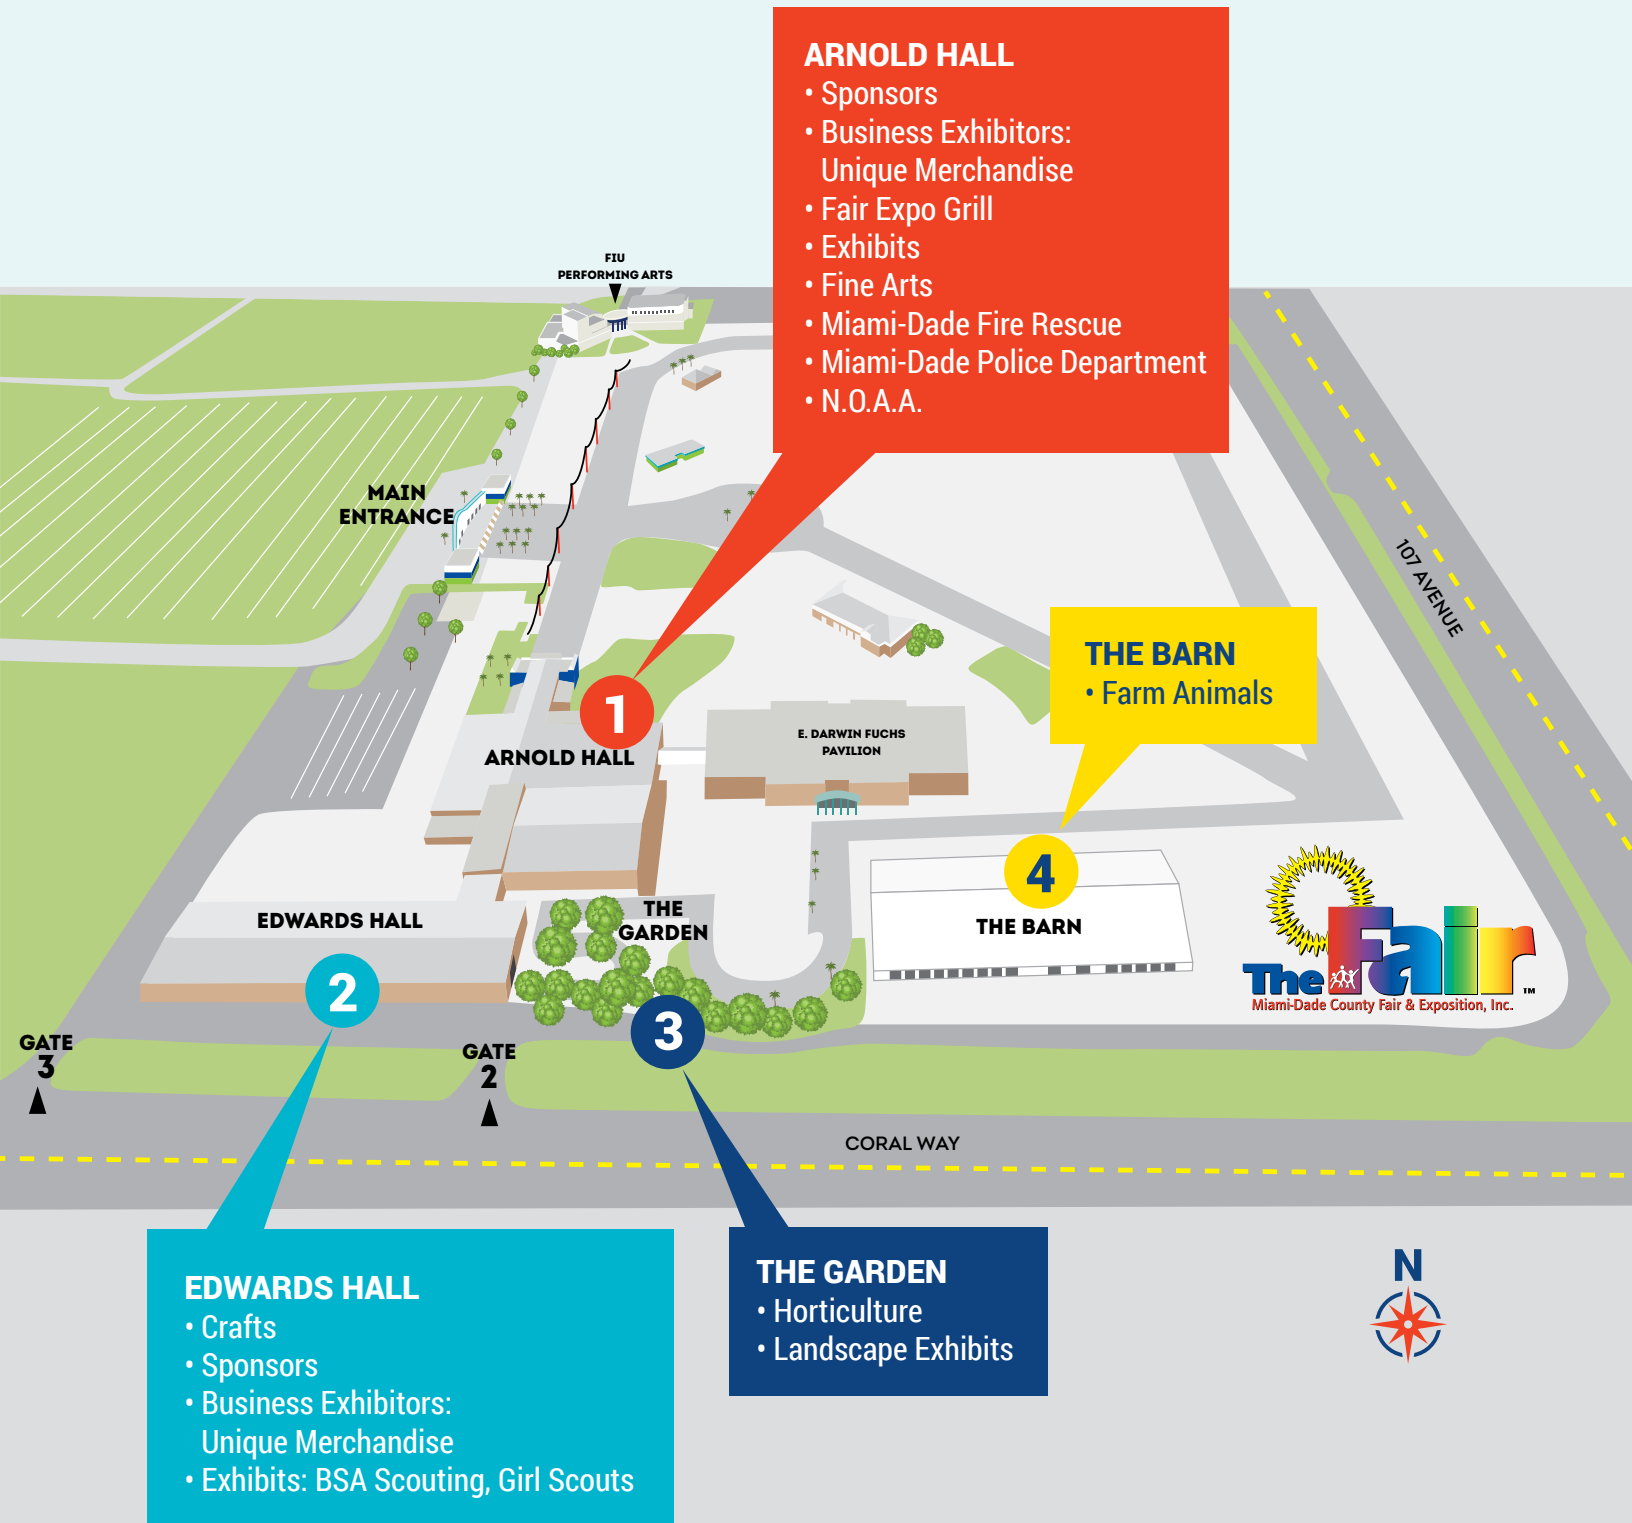 ARNOLD HALL
• Sponsors
• Business Exhibitors:
Unique Merchandise
• Fair Expo Grill
• Exhibits
• Fine Arts
• Miami-Dade Fire Rescue
• Miami-Dade Police Department
• N.O.A.A.
FIU
PERFORMING ARTS
MAIN
ENTRANCE
107 AVENUE
THE BARN
• Farm Animals
1
ARNOLD HALL
E. DARWIN FUCHS
PAVILION
4
THE BARN
THE
GARDEN
EDWARDS HALL
2
3
The Fair ™
Miami-Dade County Fair & Exposition, Inc.
GATE
3
GATE
2
CORAL WAY
EDWARDS HALL
• Crafts
• Sponsors
• Business Exhibitors:
Unique Merchandise
• Exhibits: BSA Scouting, Girl Scouts
THE GARDEN
• Horticulture
• Landscape Exhibits
N